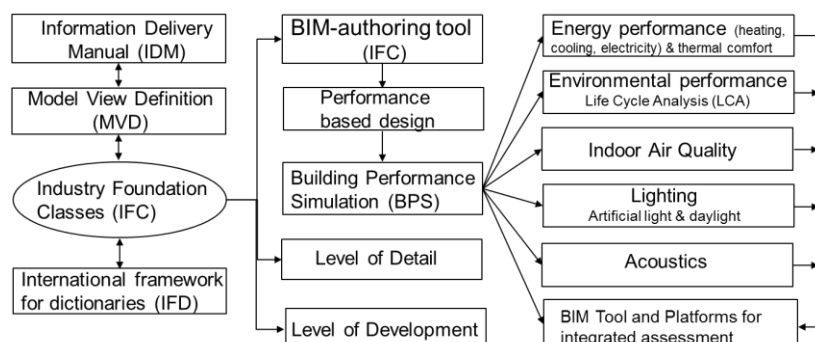 Information Delivery
Manual (IDM)
Model View Definition
(MVD)
Industry Foundation
Classes (IFC)
International framework
for dictionaries (IFD)
BIM-authoring tool
(IFC)
Performance
based design
Building Performance
Simulation (BPS)
Level of Detail
Level of Development
Energy performance (heating,
cooling, electricity) & thermal comfort
Environmental performance
Life Cycle Analysis (LCA)
Indoor Air Quality
Lighting
Artificial light & daylight
Acoustics
BIM Tool and Platforms for
integrated assessment